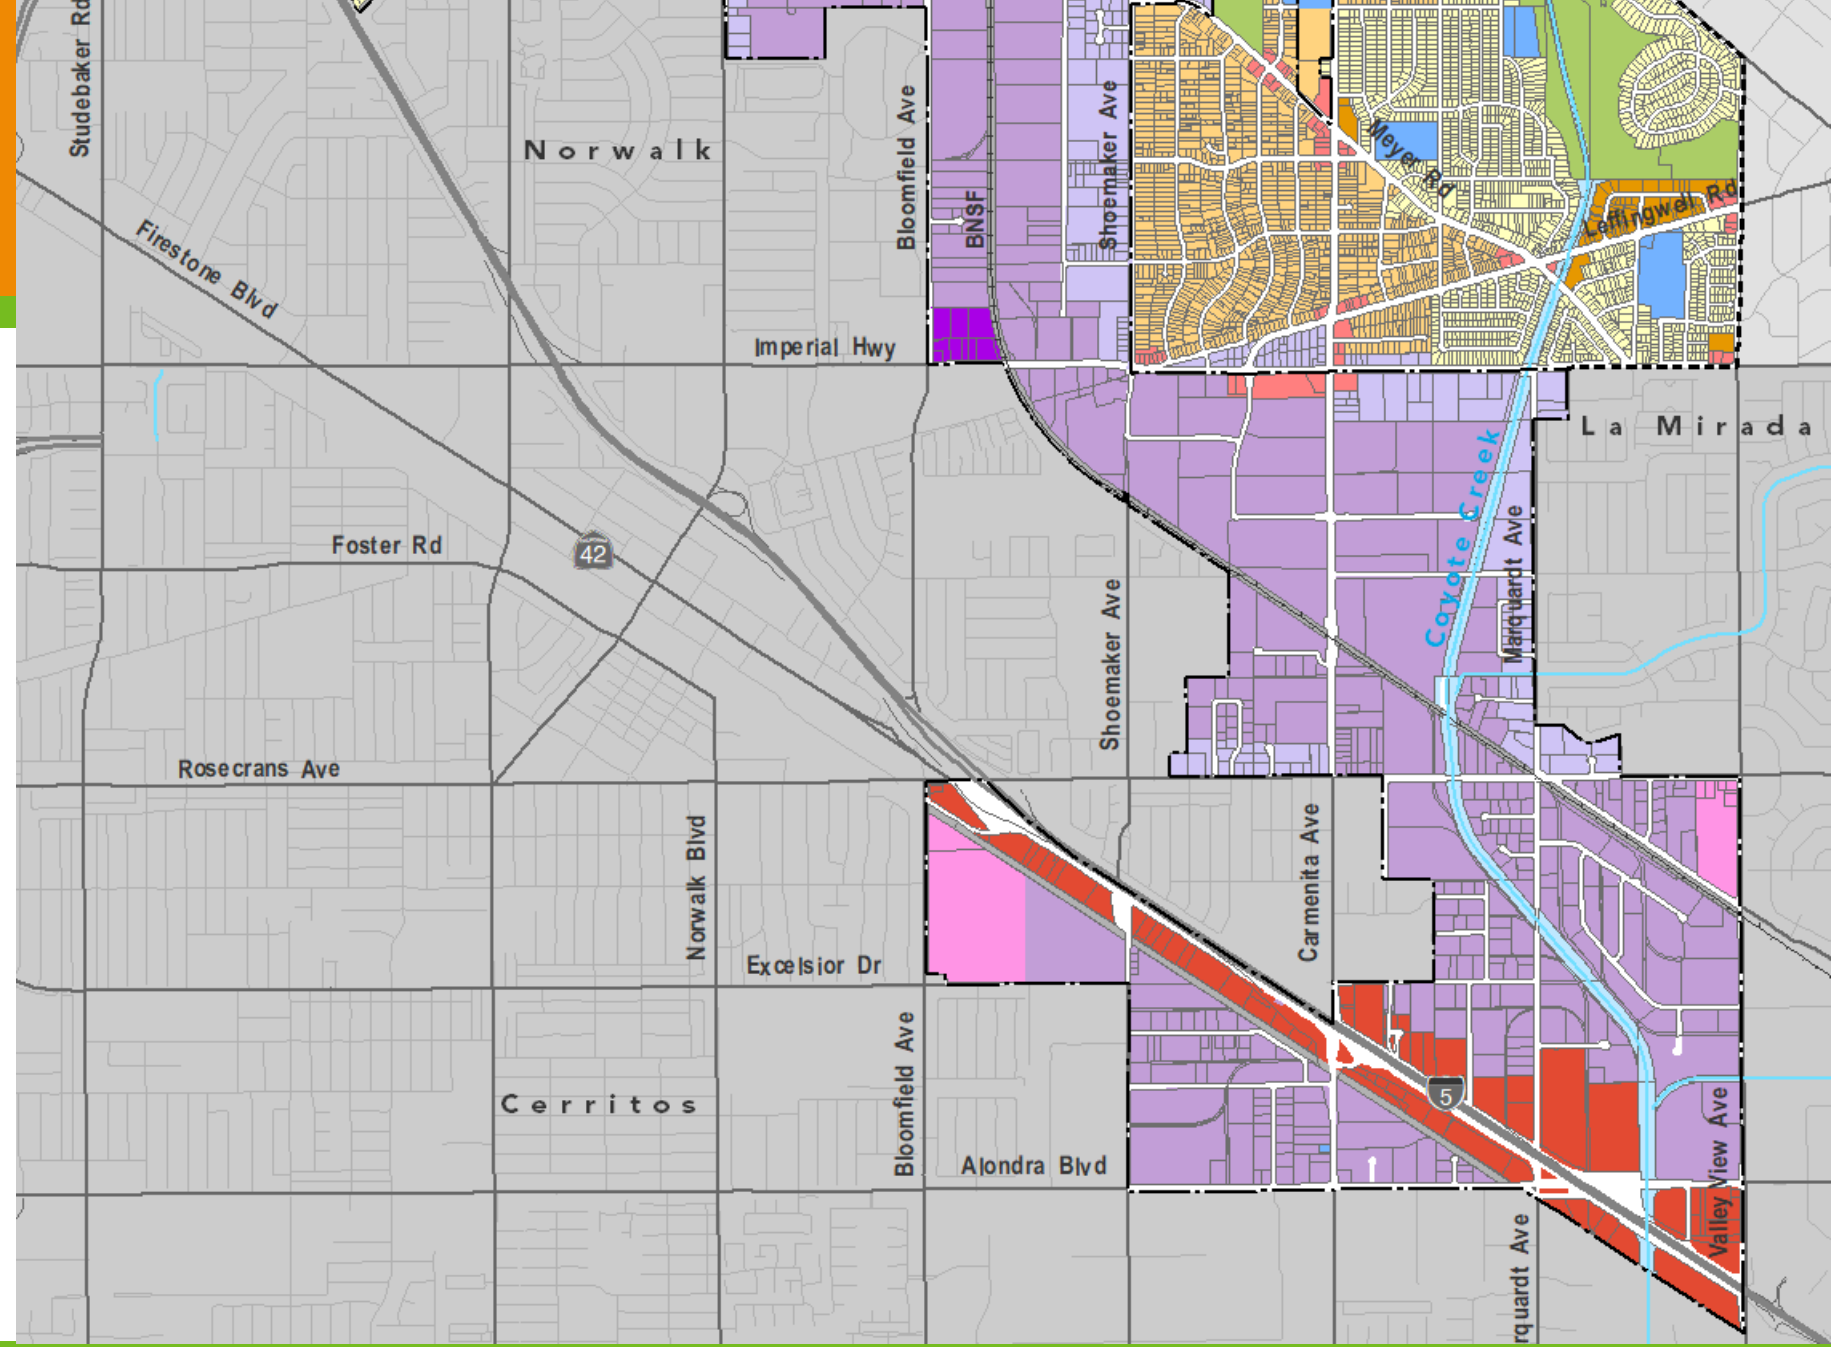 Studebaker Rd
Norwalk
Bloomfield Ave
BNSF
Shoemaker Ave
Meyer Rd
Leffingwell Rd
Firestone Blvd
Imperial Hwy
La Mirada
Coyote Creek
Marquardt Ave
Foster Rd
42
Shoemaker Ave
Rosecrans Ave
Norwalk Blvd
Carmenita Ave
Excelsior Dr
Bloomfield Ave
Cerritos
5
Alondra Blvd
Valley View Ave
rquardt Ave